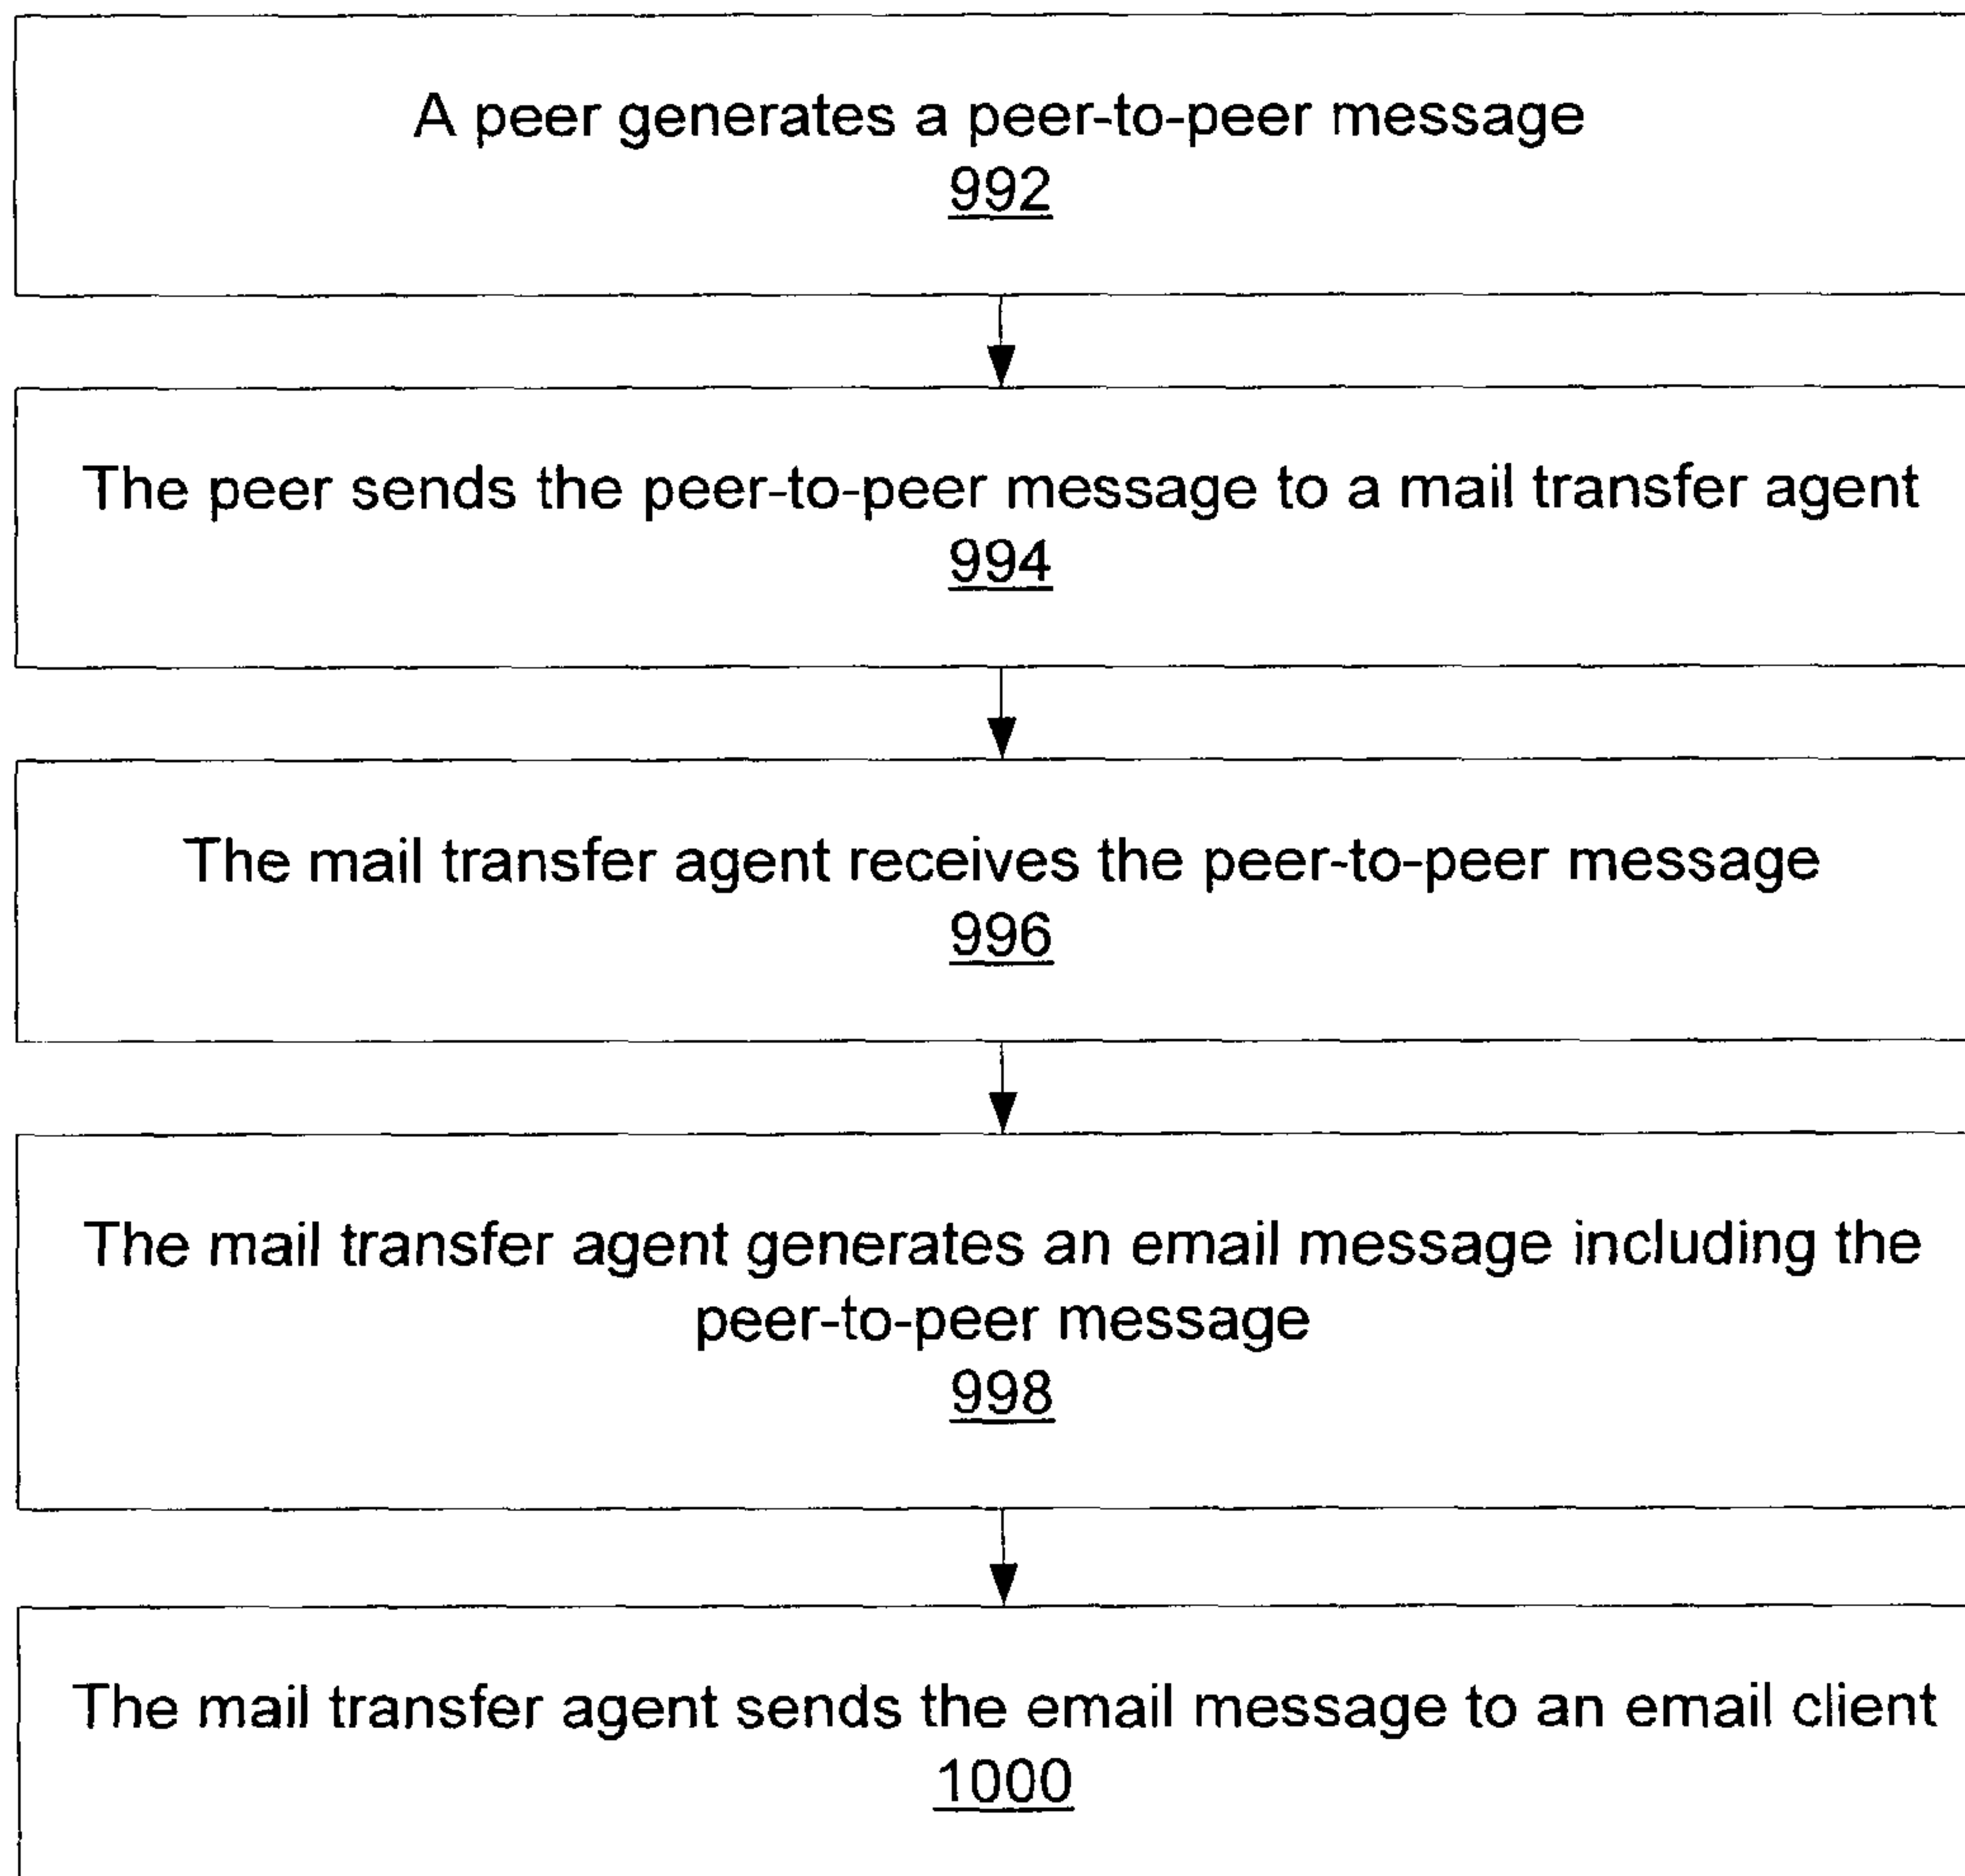 A peer generates a peer-to-peer message
992
The peer sends the peer-to-peer message to a mail transfer agent
994
The mail transfer agent receives the peer-to-peer message
996
The mail transfer agent generates an email message including the
peer-to-peer message
998
The mail transfer agent sends the email message to an email client
1000